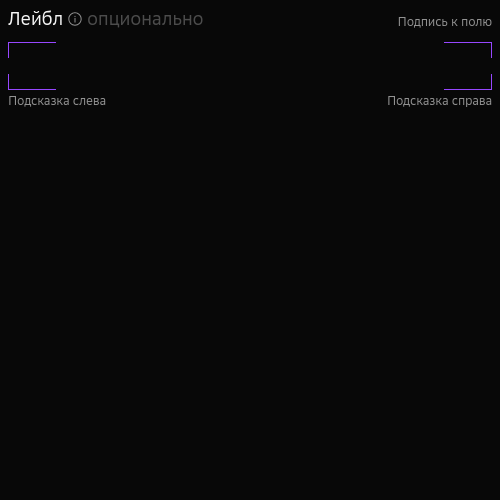 Лейбл опционально
Подпись к полю
Подсказка слева
Подсказка справа